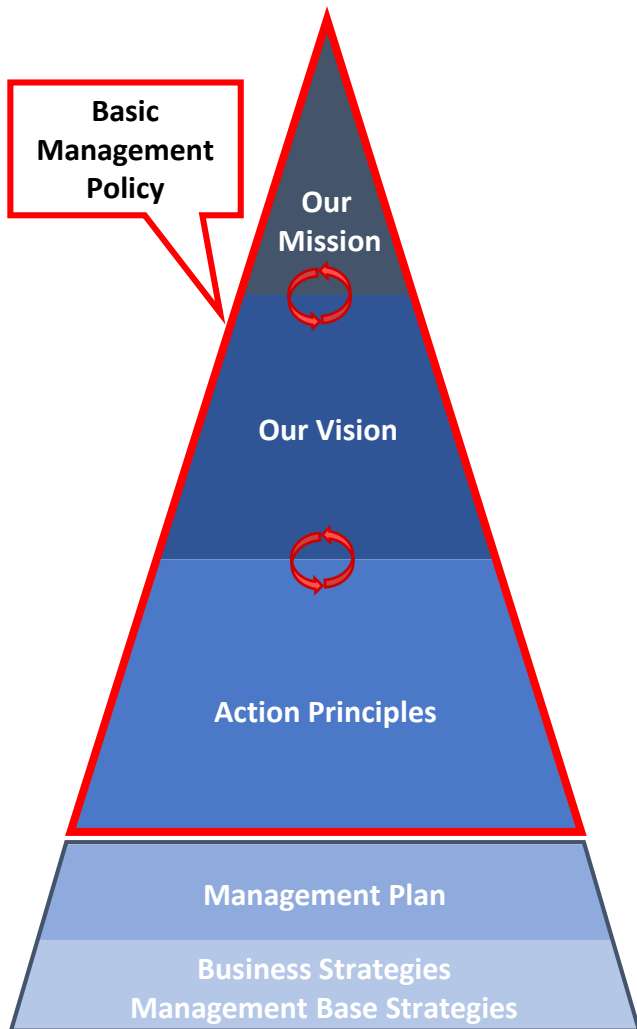 Basic
Management
Policy
Our
Mission
Our Vision
Action Principles
Management Plan
Business Strategies
Management Base Strategies